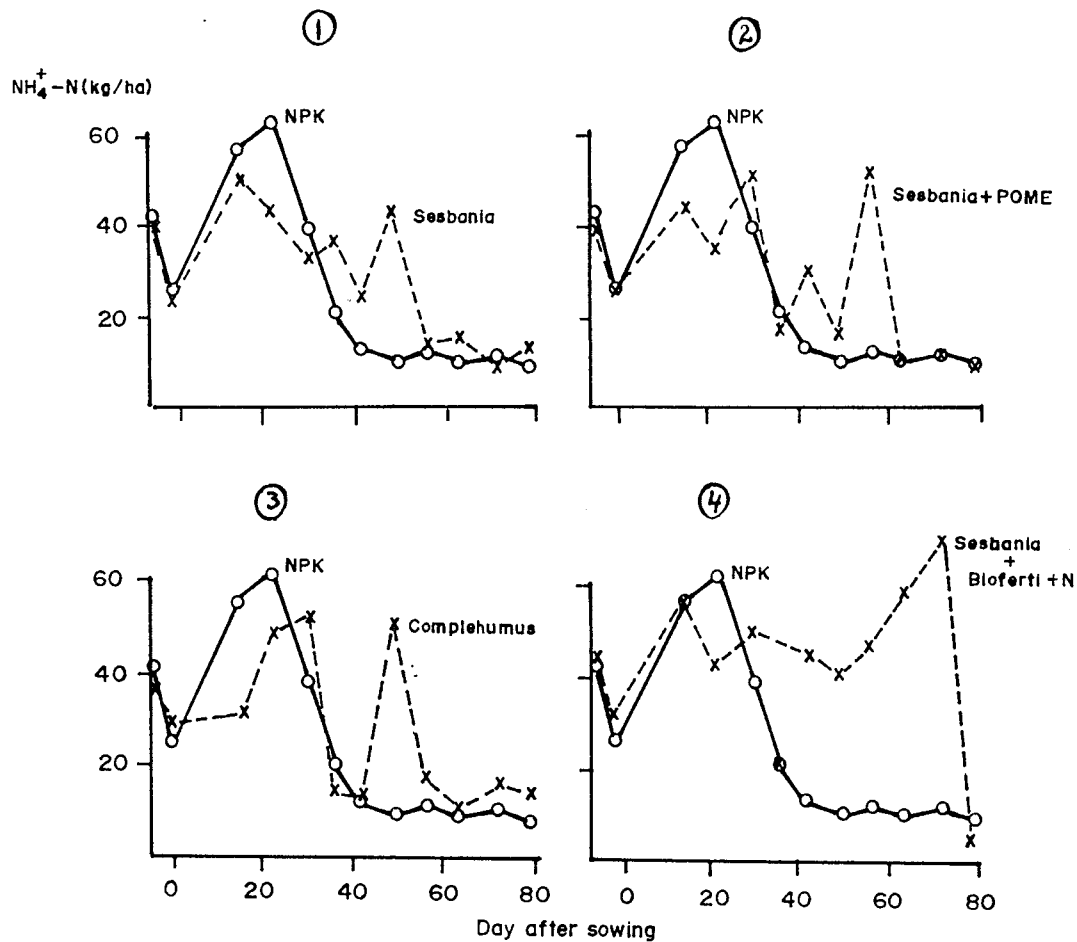 ①
②
NH₄⁺-N (kg/ha)
60
40
20
NPK
Sesbania
NPK
Sesbania + POME
③
④
60
40
20
NPK
Complehumus
NPK
Sesbania
+
Bioferti + N
0 20 40 60 80
0 20 40 60 80
Day after sowing